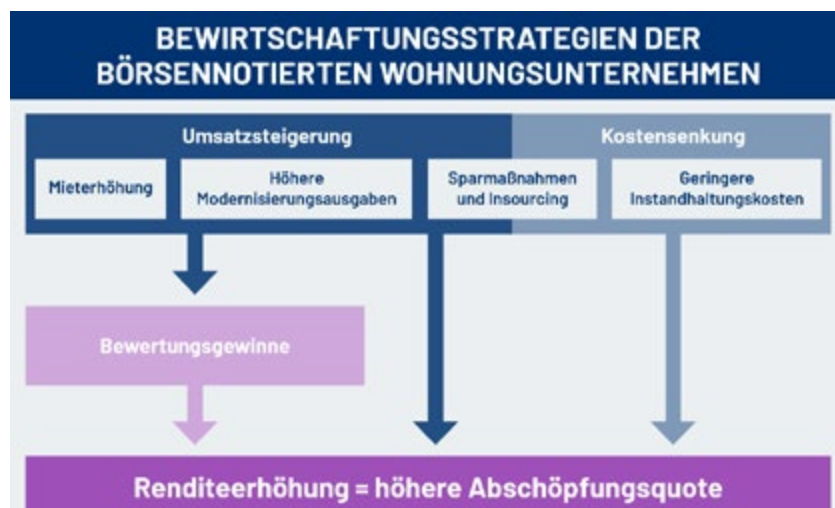 BEWIRTSCHAFTUNGSSTRATEGIEN DER
BÖRSENNOTIERTEN WOHNUNGSUNTERNEHMEN
Umsatzsteigerung
Kostensenkung
Mieterhöhung
Höhere
Modernisierungsausgaben
Sparmaßnahmen
und Insourcing
Geringere
Instandhaltungskosten
Bewertungsgewinne
Renditeerhöhung = höhere Abschöpfungsquote